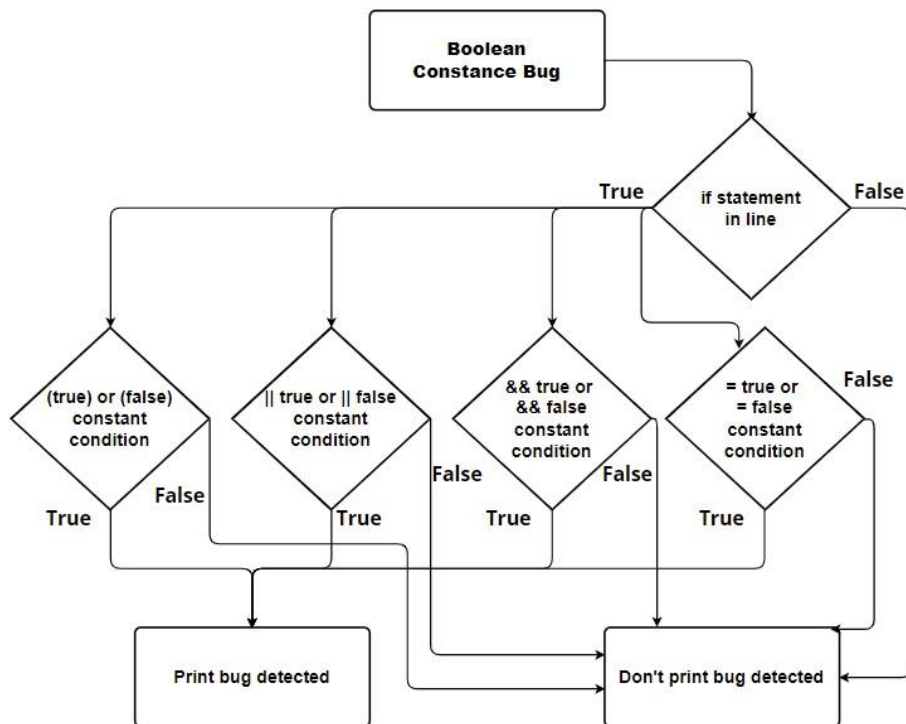 Boolean
Constance Bug
True
False
if statement
in line
(true) or (false)
constant
condition
|| true or || false
constant
condition
&& true or
&& false
constant
condition
= true or
= false
constant
condition
False
True
False
True
False
True
False
True
Print bug detected
Don't print bug detected